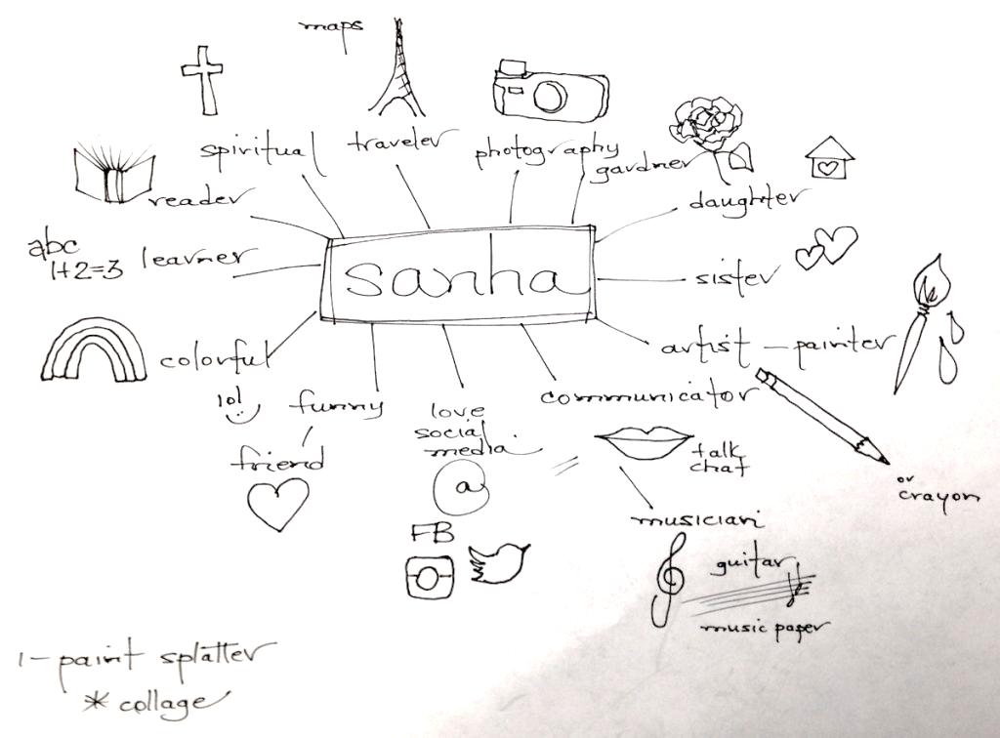 maps
spiritual
traveler
photography
gardner
reader
daughter
abc
1+2=3
learner
sanha
sister
colorful
artist - painter
lol
funny
love
social
media
communicator
friend
@
talk
chat
or
crayon
FB
musician
guitar
music paper
1 - paint splatter
* collage